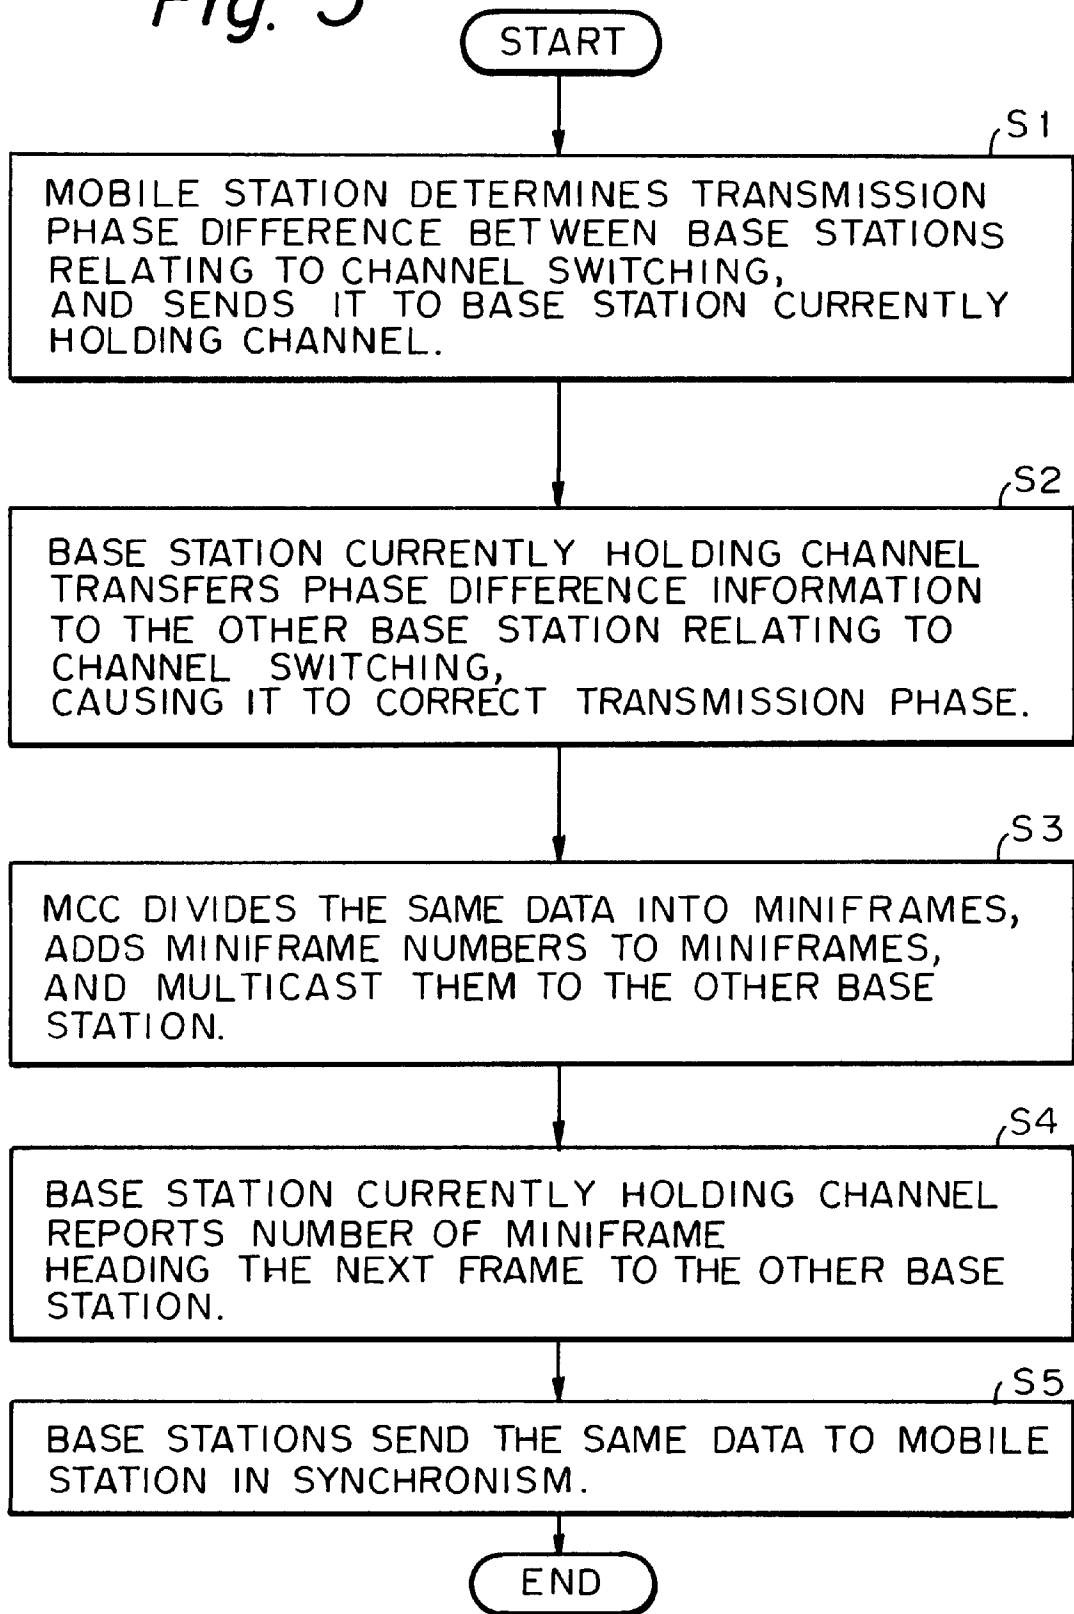 Fig.
START
S1
MOBILE STATION DETERMINES TRANSMISSION
PHASE DIFFERENCE BETWEEN BASE STATIONS
RELATING TO CHANNEL SWITCHING,
AND SENDS IT TO BASE STATION CURRENTLY
HOLDING CHANNEL.
S2
BASE STATION CURRENTLY HOLDING CHANNEL
TRANSFERS PHASE DIFFERENCE INFORMATION
TO THE OTHER BASE STATION RELATING TO
CHANNEL SWITCHING,
CAUSING IT TO CORRECT TRANSMISSION PHASE.
S3
MCC DIVIDES THE SAME DATA INTO MINIFRAMES,
ADDS MINIFRAME NUMBERS TO MINIFRAMES,
AND MULTICAST THEM TO THE OTHER BASE
STATION.
S4
BASE STATION CURRENTLY HOLDING CHANNEL
REPORTS NUMBER OF MINIFRAME
HEADING THE NEXT FRAME TO THE OTHER BASE
STATION.
S5
BASE STATIONS SEND THE SAME DATA TO MOBILE
STATION IN SYNCHRONISM.
END